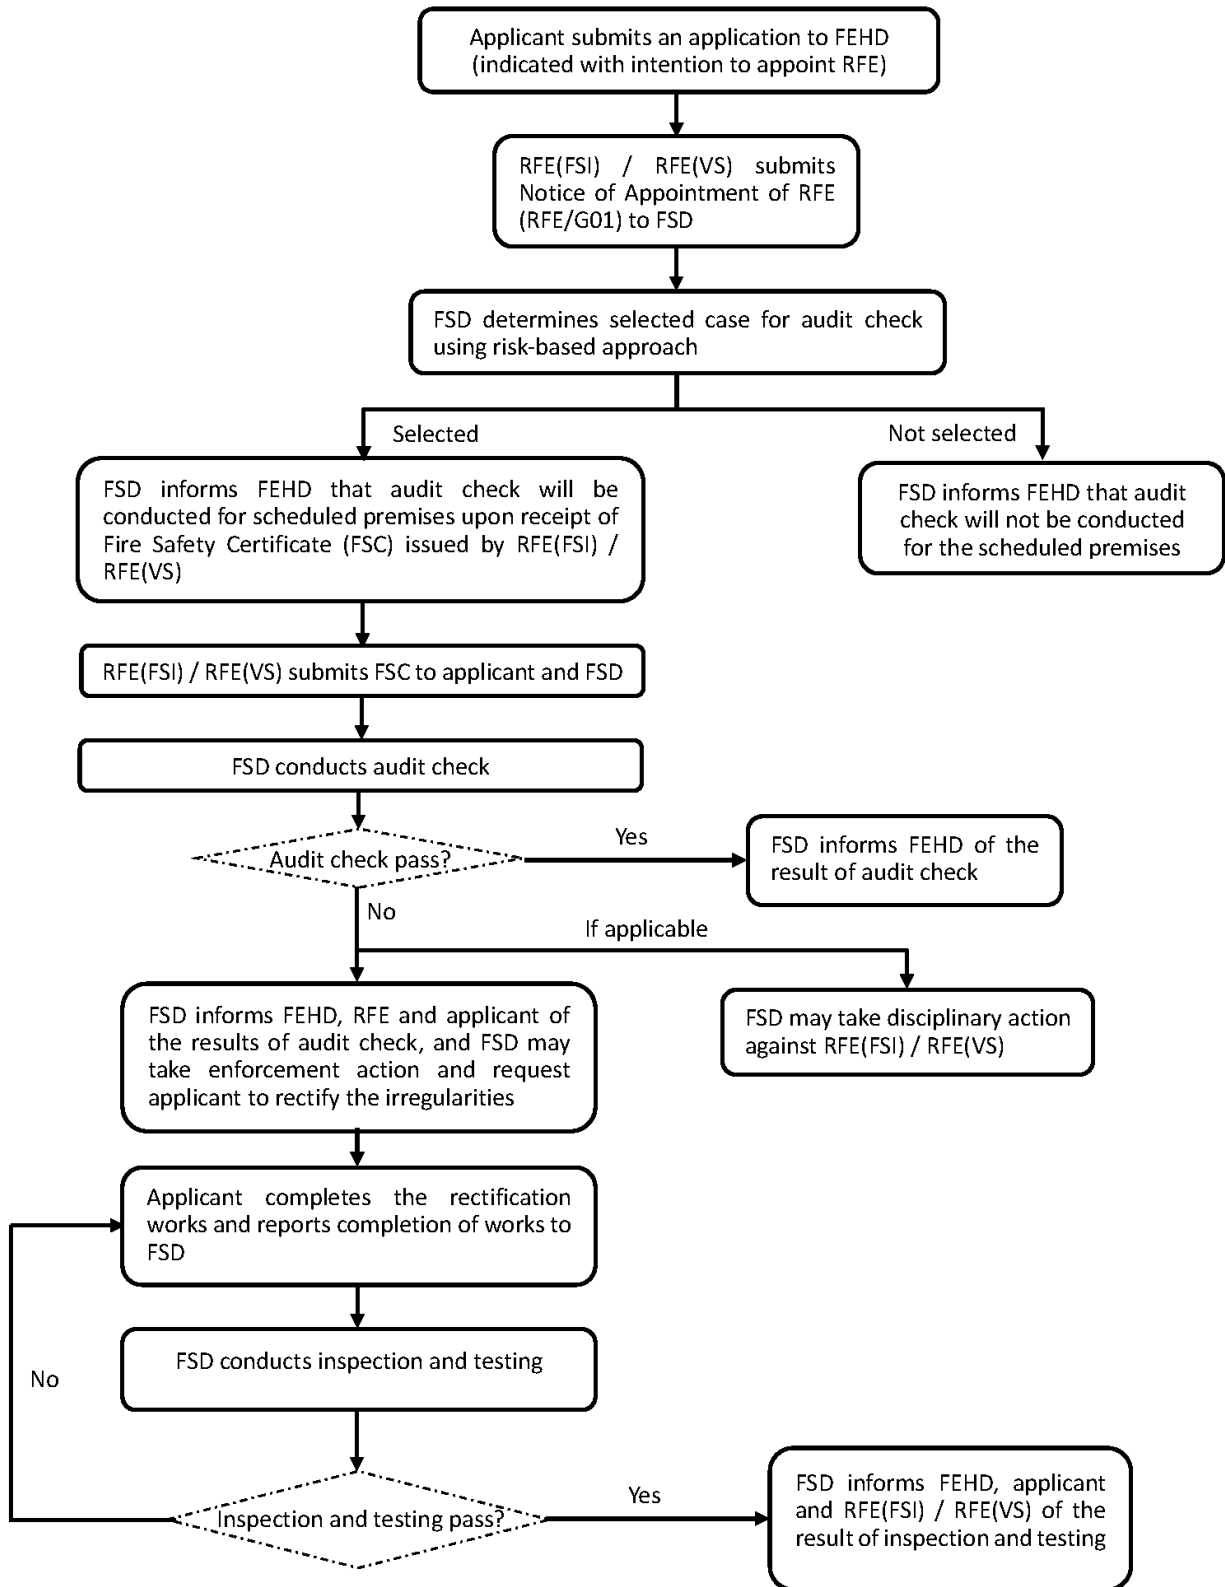 Applicant submits an application to FEHD
(indicated with intention to appoint RFE)
RFE(FSI) / RFE(VS) submits
Notice of Appointment of RFE
(RFE/G01) to FSD
FSD determines selected case for audit check
using risk-based approach
Selected
Not selected
FSD informs FEHD that audit check will be
conducted for scheduled premises upon receipt of
Fire Safety Certificate (FSC) issued by RFE(FSI) /
RFE(VS)
FSD informs FEHD that audit
check will not be conducted
for the scheduled premises
RFE(FSI) / RFE(VS) submits FSC to applicant and FSD
FSD conducts audit check
Audit check pass?
Yes
FSD informs FEHD of the
result of audit check
No
If applicable
FSD informs FEHD, RFE and applicant of
the results of audit check, and FSD may
take enforcement action and request
applicant to rectify the irregularities
FSD may take disciplinary action
against RFE(FSI) / RFE(VS)
Applicant completes the rectification
works and reports completion of works to
FSD
FSD conducts inspection and testing
No
Inspection and testing pass?
Yes
FSD informs FEHD, applicant
and RFE(FSI) / RFE(VS) of the
result of inspection and testing